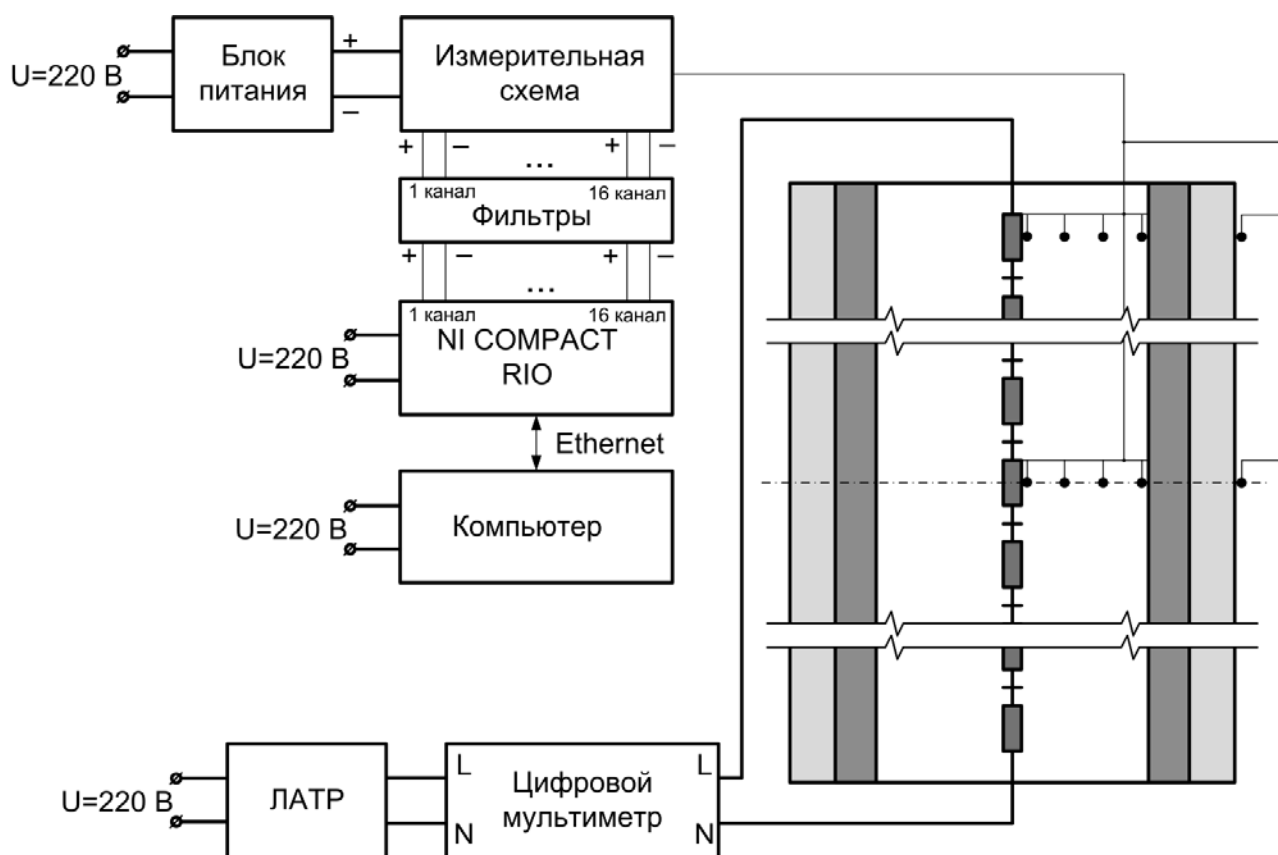 U=220 В
Блок
питания
+
–
Измерительная
схема
+ – ... + –
1 канал 16 канал
Фильтры
+ – ... + –
1 канал 16 канал
NI COMPACT
RIO
U=220 В
Ethernet
Компьютер
U=220 В
U=220 В
ЛАТР
L
N
Цифровой
мультиметр
L
N